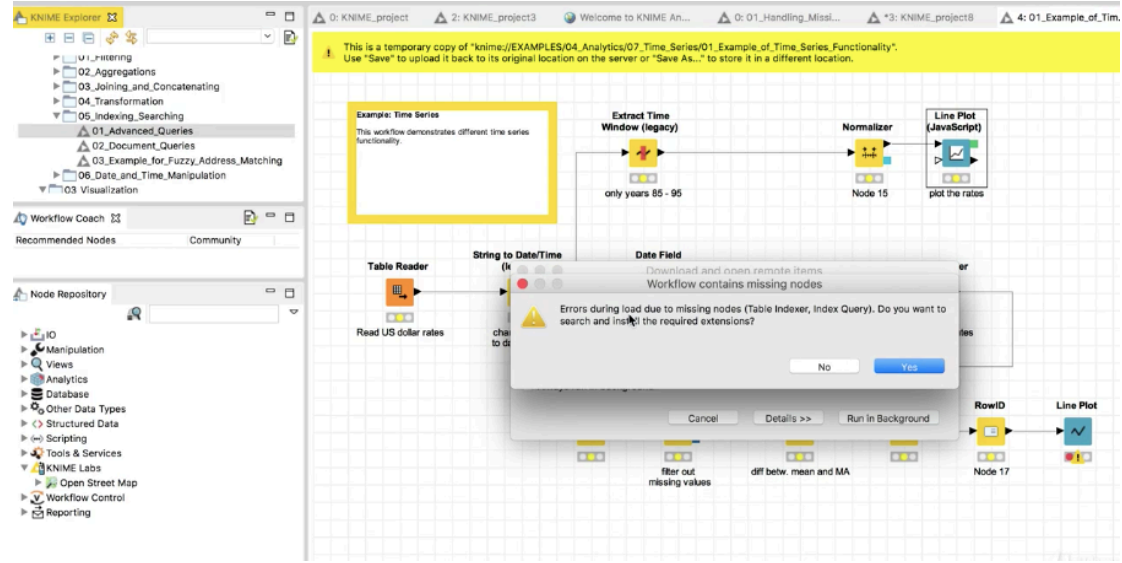 KNIME Explorer
0: KNIME_project
2: KNIME_project3
Welcome to KNIME An...
0: 01_Handling_Missi...
*3: KNIME_project8
4: 01_Example_of_Tim.
This is a temporary copy of "knime://EXAMPLES/04_Analytics/07_Time_Series/01_Example_of_Time_Series_Functionality".
Use "Save" to upload it back to its original location on the server or "Save As..." to store it in a different location.
01_Filtering
02_Aggregations
03_Joining_and_Concatenating
04_Transformation
05_Indexing_Searching
01_Advanced_Queries
02_Document_Queries
03_Example_for_Fuzzy_Address_Matching
06_Date_and_Time_Manipulation
03 Visualization
Workflow Coach
Recommended Nodes
Community
Node Repository
IO
Manipulation
Views
Analytics
Database
Other Data Types
Structured Data
Scripting
Tools & Services
KNIME Labs
Open Street Map
Workflow Control
Reporting
Example: Time Series
This workflow demonstrates different time series
functionality.
Extract Time
Window (legacy)
only years 85 - 95
Normalizer
Node 15
Line Plot
(JavaScript)
plot the rates
Table Reader
Read US dollar rates
String to Date/Time
Date Field
Download and open remote items
Workflow contains missing nodes
Errors during load due to missing nodes (Table Indexer, Index Query). Do you want to
search and install the required extensions?
No
Yes
Cancel
Details >>
Run in Background
filter out
missing values
diff betw. mean and MA
RowID
Node 17
Line Plot